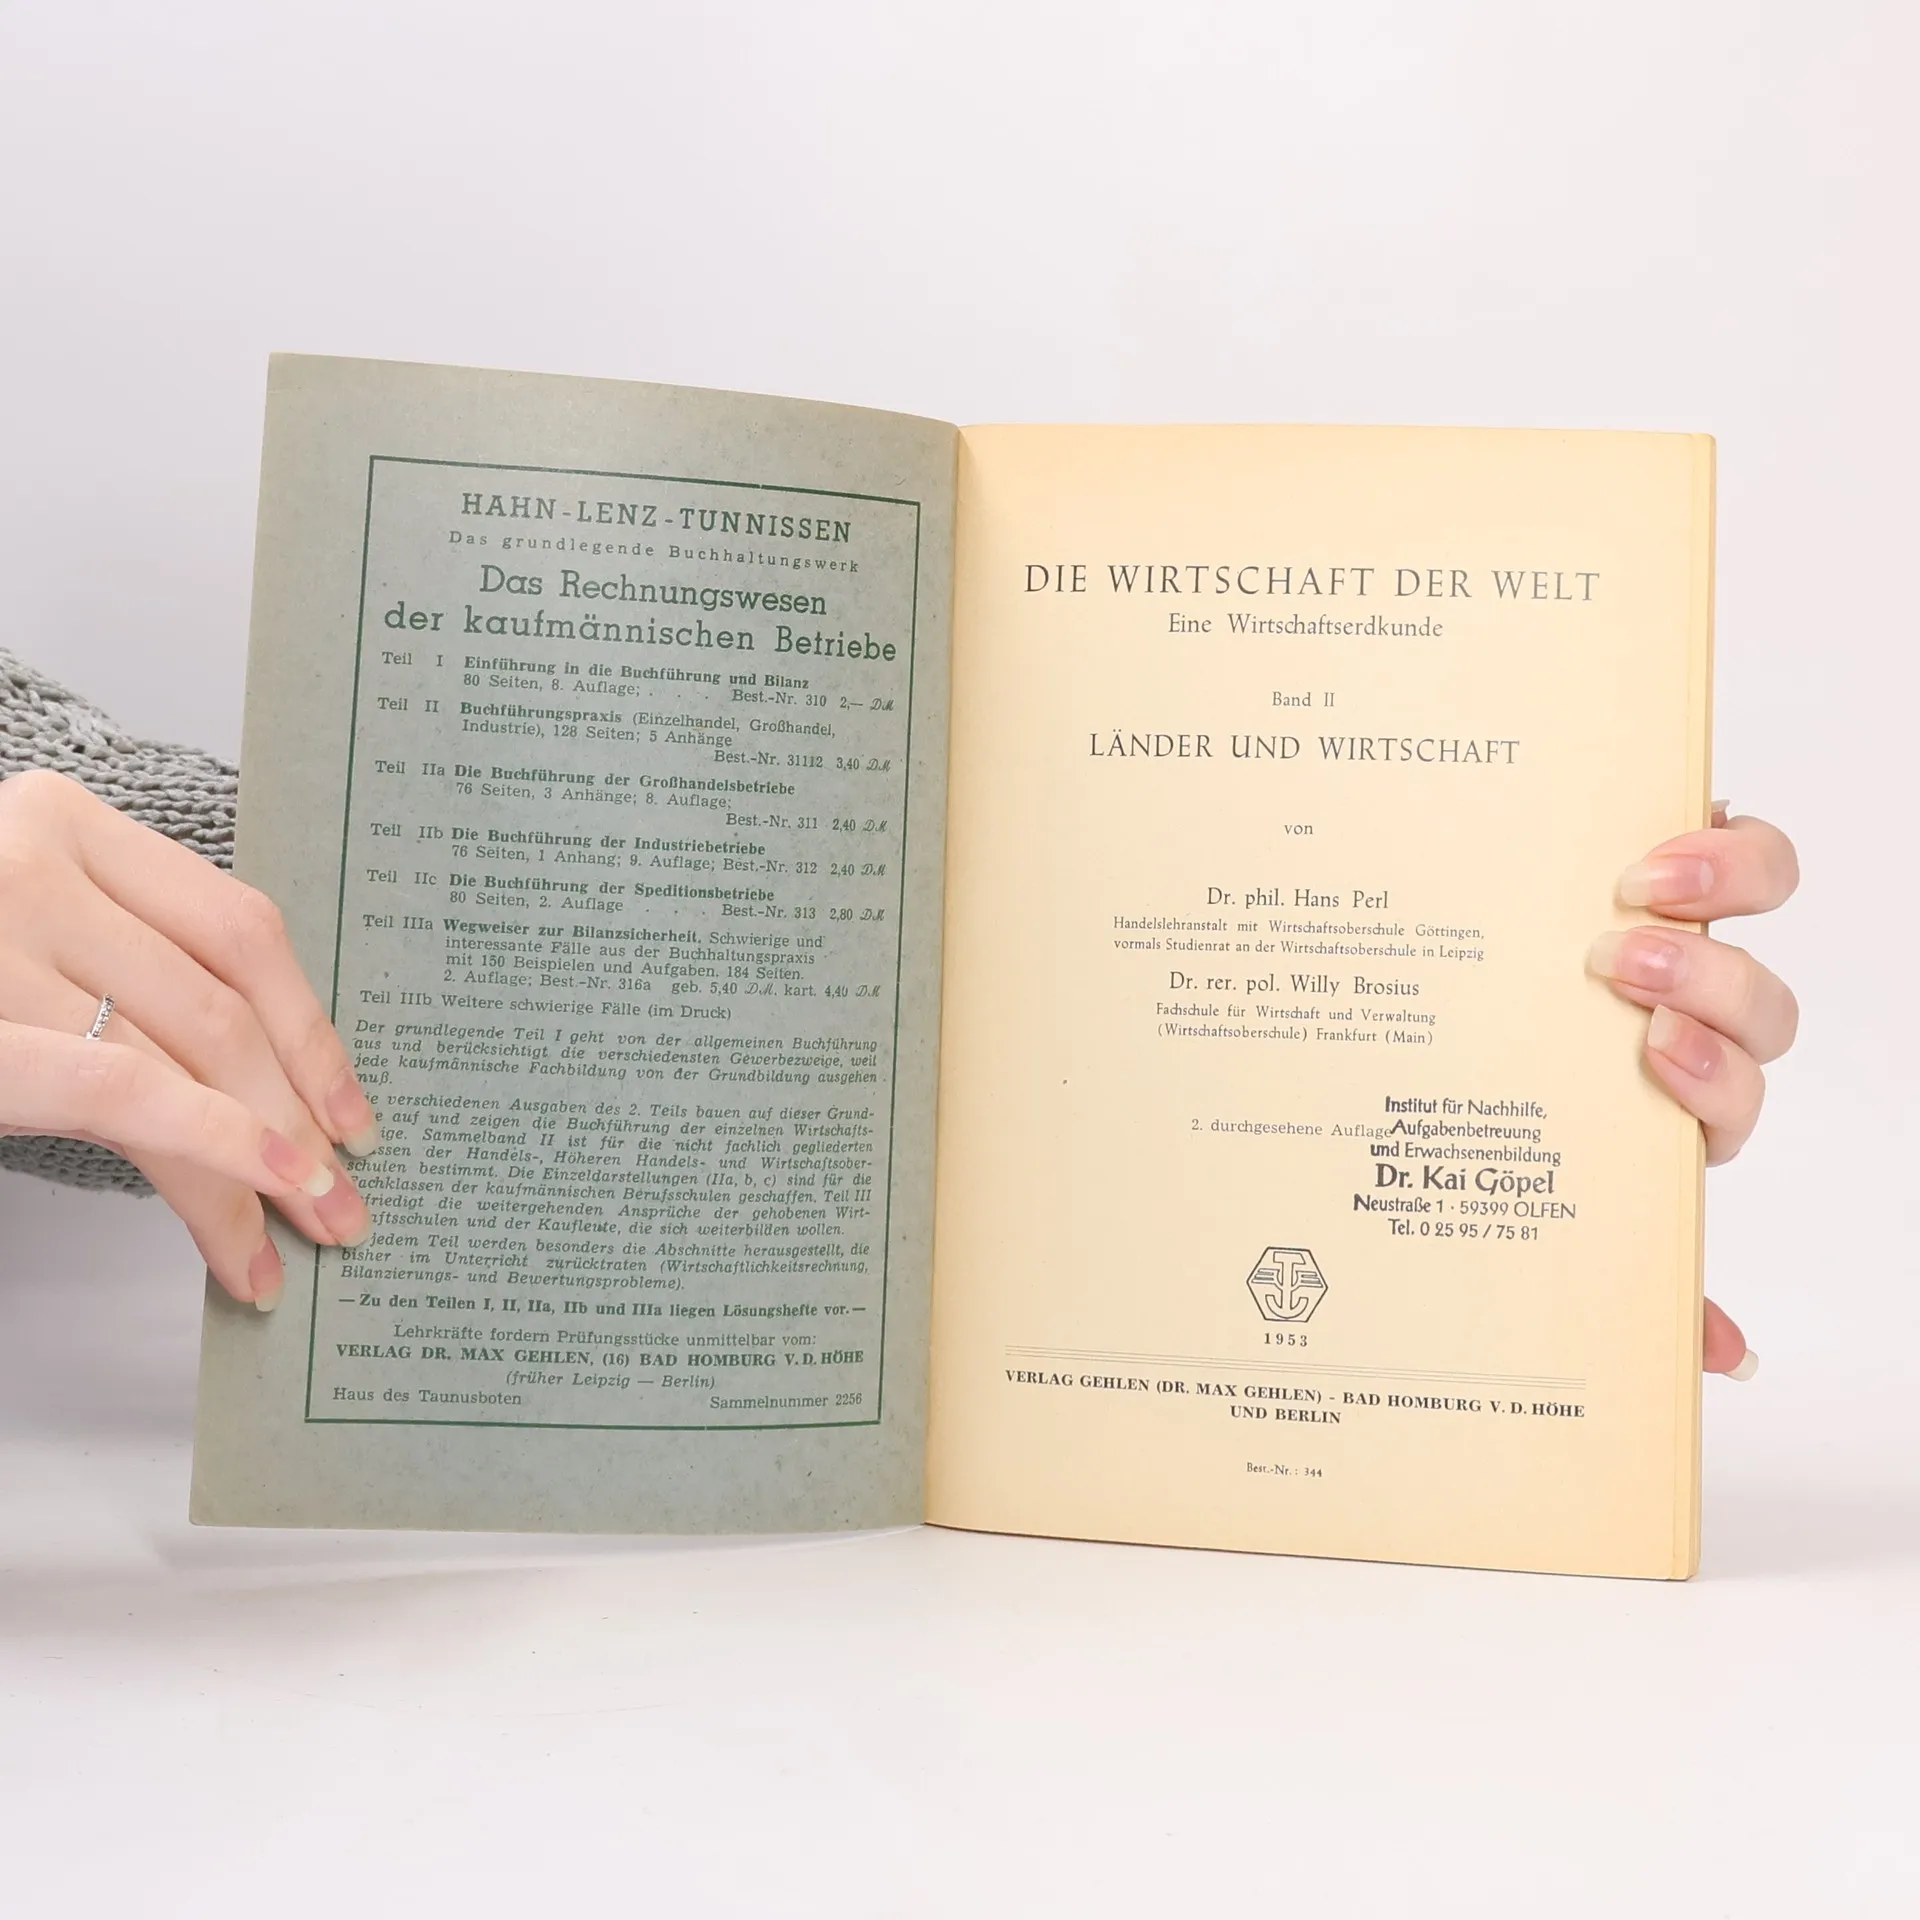 HAHN-LENZ-TUNNISSEN
Das grundlegende Buchhaltungswerk
Das Rechnungswesen
der kaufmännischen Betriebe
Teil I Einführung in die Buchführung und Bilanz
80 Seiten, 8. Auflage; . . . Best.-Nr. 310 2,— DM
Teil II Buchführungspraxis (Einzelhandel, Großhandel,
Industrie), 128 Seiten; 5 Anhänge
Best.-Nr. 31112 3,40 DM
Teil IIa Die Buchführung der Großhandelsbetriebe
76 Seiten, 3 Anhänge; 8. Auflage;
Best.-Nr. 311 2,40 DM
Teil IIb Die Buchführung der Industriebetriebe
76 Seiten, 1 Anhang; 9. Auflage; Best.-Nr. 312 2,40 DM
Teil IIc Die Buchführung der Speditionsbetriebe
80 Seiten, 2. Auflage . . . Best.-Nr. 313 2,80 DM
Teil IIIa Wegweiser zur Bilanzsicherheit. Schwierige und
interessante Fälle aus der Buchhaltungspraxis
mit 150 Beispielen und Aufgaben. 184 Seiten.
2. Auflage; Best.-Nr. 316a geb. 5,40 DM. kart. 4,40 DM
Teil IIIb Weitere schwierige Fälle (im Druck)
Der grundlegende Teil I geht von der allgemeinen Buchführung
aus und berücksichtigt die verschiedensten Gewerbezweige, weil
jede kaufmännische Fachbildung von der Grundbildung ausgehen
muß.
verschiedenen Ausgaben des 2. Teils bauen auf dieser Grund-
auf und zeigen die Buchführung der einzelnen Wirtschafts-
Sammelband II ist für die nicht fachlich gegliederten
der Handels-, Höheren Handels- und Wirtschaftsober-
schulen bestimmt. Die Einzeldarstellungen (IIa, b, c) sind für die
Fachklassen der kaufmännischen Berufsschulen geschaffen. Teil III
die weitergehenden Ansprüche der gehobenen Wirt-
und der Kaufleute, die sich weiterbilden wollen.
jedem Teil werden besonders die Abschnitte herausgestellt, die
bisher im Unterricht zurücktraten (Wirtschaftlichkeitsrechnung,
Bilanzierungs- und Bewertungsprobleme).
— Zu den Teilen I, II, IIa, IIb und IIIa liegen Lösungshefte vor. —
Lehrkräfte fordern Prüfungsstücke unmittelbar vom:
VERLAG DR. MAX GEHLEN, (16) BAD HOMBURG V. D. HÖHE
(früher Leipzig — Berlin)
Haus des Taunusboten Sammelnummer 2256
DIE WIRTSCHAFT DER WELT
Eine Wirtschaftserdkunde
Band II
LÄNDER UND WIRTSCHAFT
von
Dr. phil. Hans Perl
Handelslehranstalt mit Wirtschaftsoberschule Göttingen,
vormals Studienrat an der Wirtschaftsoberschule in Leipzig
Dr. rer. pol. Willy Brosius
Fachschule für Wirtschaft und Verwaltung
(Wirtschaftsoberschule) Frankfurt (Main)
2. durchgesehene Auflage
Institut für Nachhilfe,
Aufgabenbetreuung
und Erwachsenenbildung
Dr. Kai Göpel
Neustraße 1 · 59399 OLFEN
Tel. 0 25 95 / 75 81
1953
VERLAG GEHLEN (DR. MAX GEHLEN) - BAD HOMBURG V. D. HÖHE
UND BERLIN
Best.-Nr.: 344